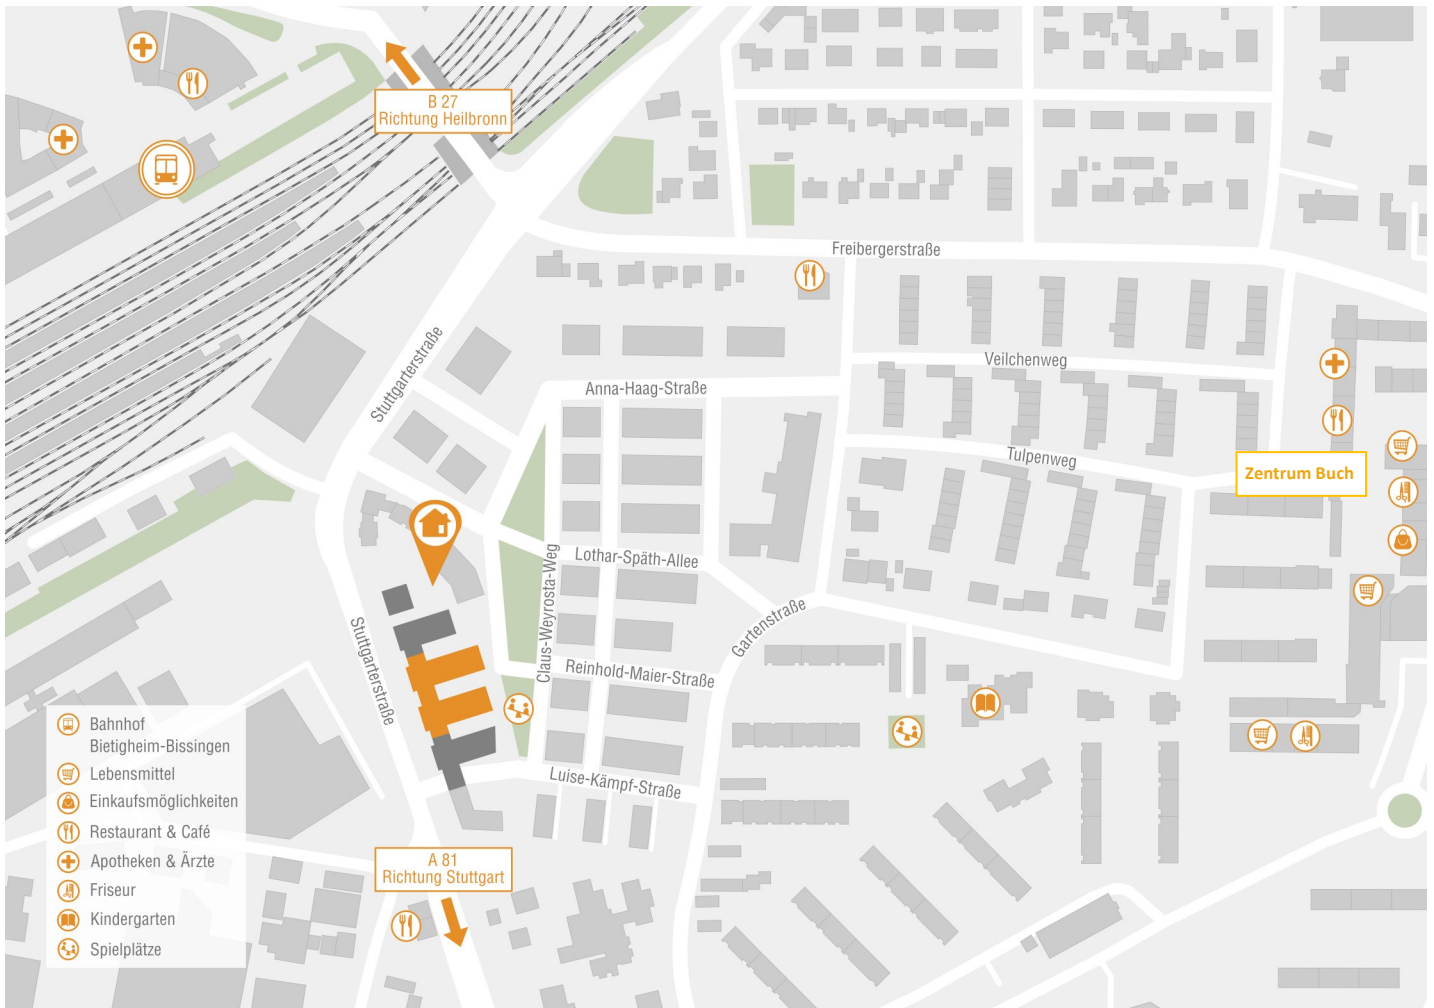 B 27
Richtung Heilbronn
Freibergerstraße
Stuttgarterstraße
Veilchenweg
Anna-Haag-Straße
Tulpenweg
Zentrum Buch
Lothar-Späth-Allee
Claus-Weyrosta-Weg
Gartenstraße
Stuttgarterstraße
Reinhold-Maier-Straße
Luise-Kämpf-Straße
A 81
Richtung Stuttgart
Bahnhof
Bietigheim-Bissingen
Lebensmittel
Einkaufsmöglichkeiten
Restaurant & Café
Apotheken & Ärzte
Friseur
Kindergarten
Spielplätze